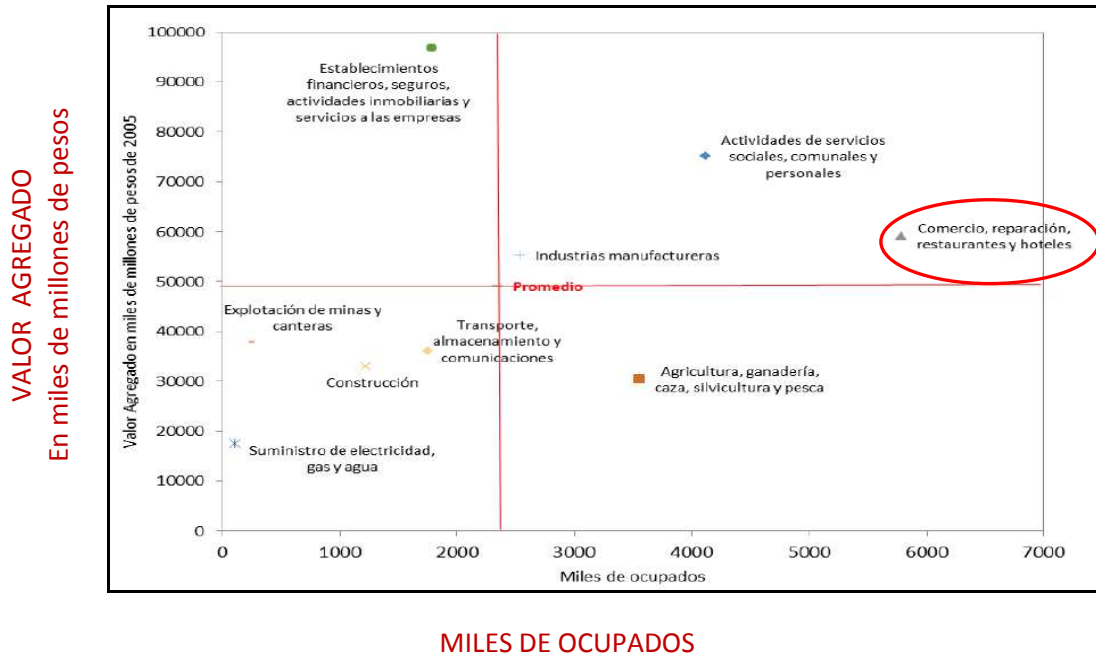 VALOR AGREGADO
En miles de millones de pesos
Valor Agregado en miles de millones de pesos de 2005
100000
90000
80000
70000
60000
50000
40000
30000
20000
10000
0
Establecimientos
financieros, seguros,
actividades inmobiliarias y
servicios a las empresas
Actividades de servicios
sociales, comunales y
personales
Comercio, reparación,
restaurantes y hoteles
Industrias manufactureras
Promedio
Explotación de minas y
canteras
Transporte,
almacenamiento y
comunicaciones
Construcción
Agricultura, ganadería,
caza, silvicultura y pesca
Suministro de electricidad,
gas y agua
0 1000 2000 3000 4000 5000 6000 7000
Miles de ocupados
MILES DE OCUPADOS